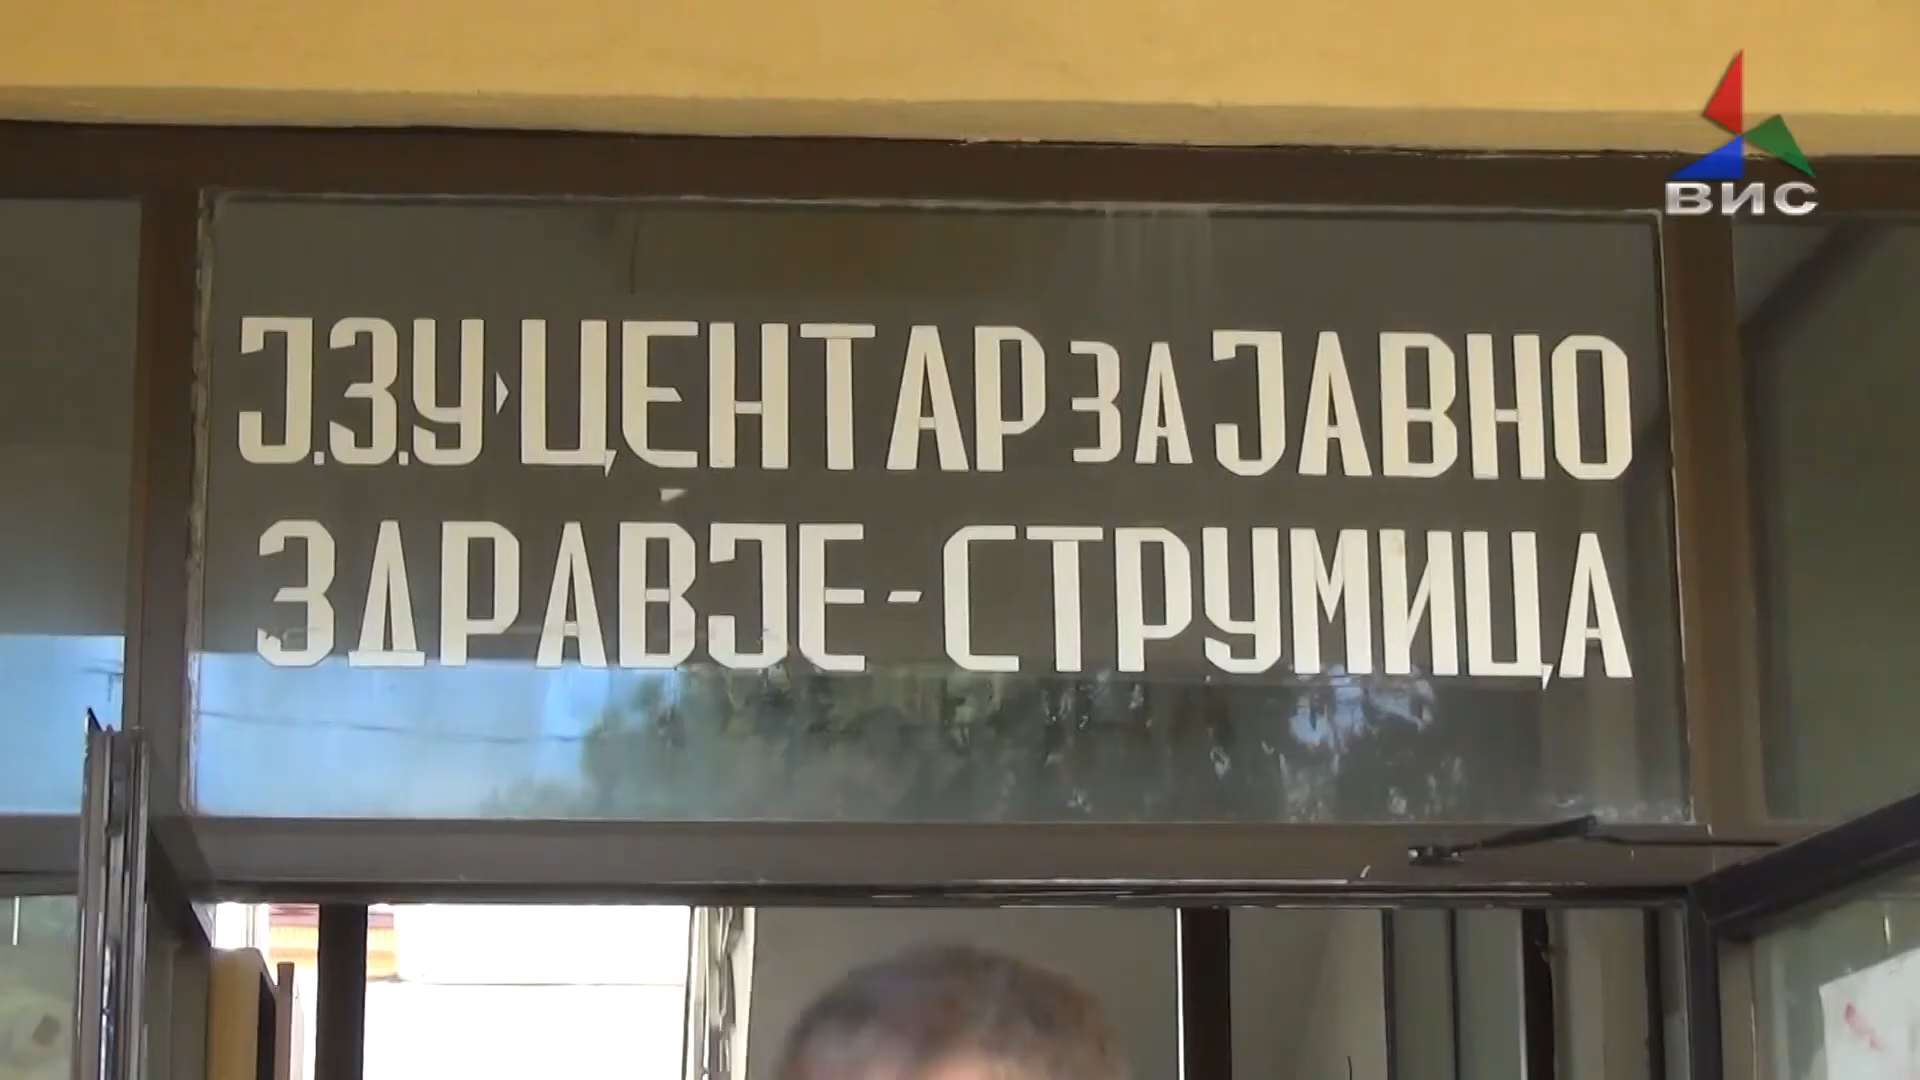 ВИС
Ј.З.У. ЦЕНТАР ЗА ЈАВНО
ЗДРАВЈЕ - СТРУМИЦА